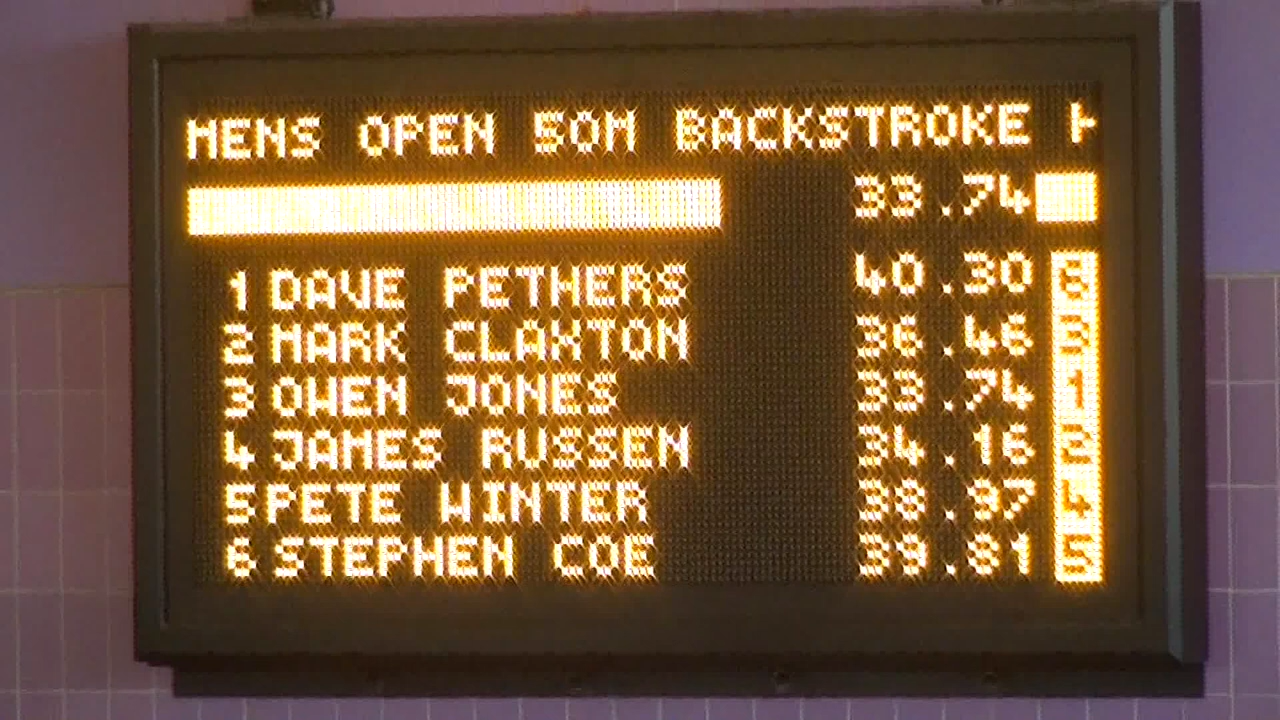 MENS OPEN 50M BACKSTROKE H
33.74
1 DAVE PETHERS 40.30 6
2 MARK CLAXTON 36.46 3
3 OWEN JONES 33.74 1
4 JAMES RUSSEN 34.16 2
5 PETE WINTER 38.97 4
6 STEPHEN COE 39.81 5